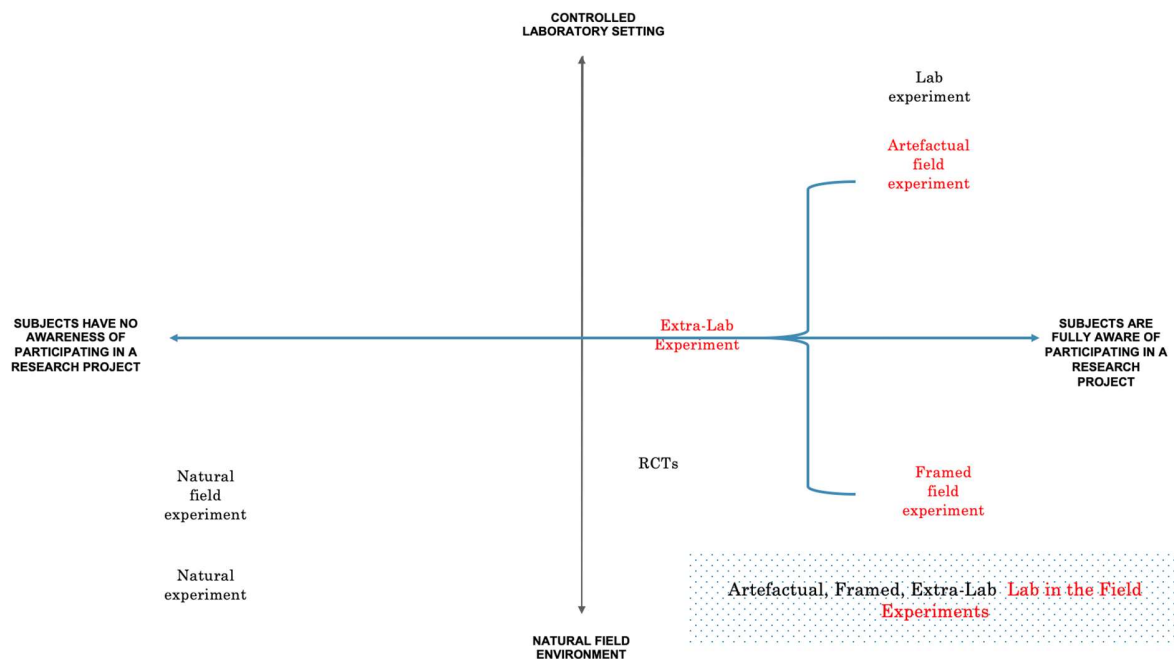 CONTROLLED
LABORATORY SETTING
Lab
experiment
Artefactual
field
experiment
SUBJECTS HAVE NO
AWARENESS OF
PARTICIPATING IN A
RESEARCH PROJECT
Extra-Lab
Experiment
SUBJECTS ARE
FULLY AWARE OF
PARTICIPATING IN A
RESEARCH
PROJECT
RCTs
Natural
field
experiment
Framed
field
experiment
Natural
experiment
Artefactual, Framed, Extra-Lab Lab in the Field
Experiments
NATURAL FIELD
ENVIRONMENT